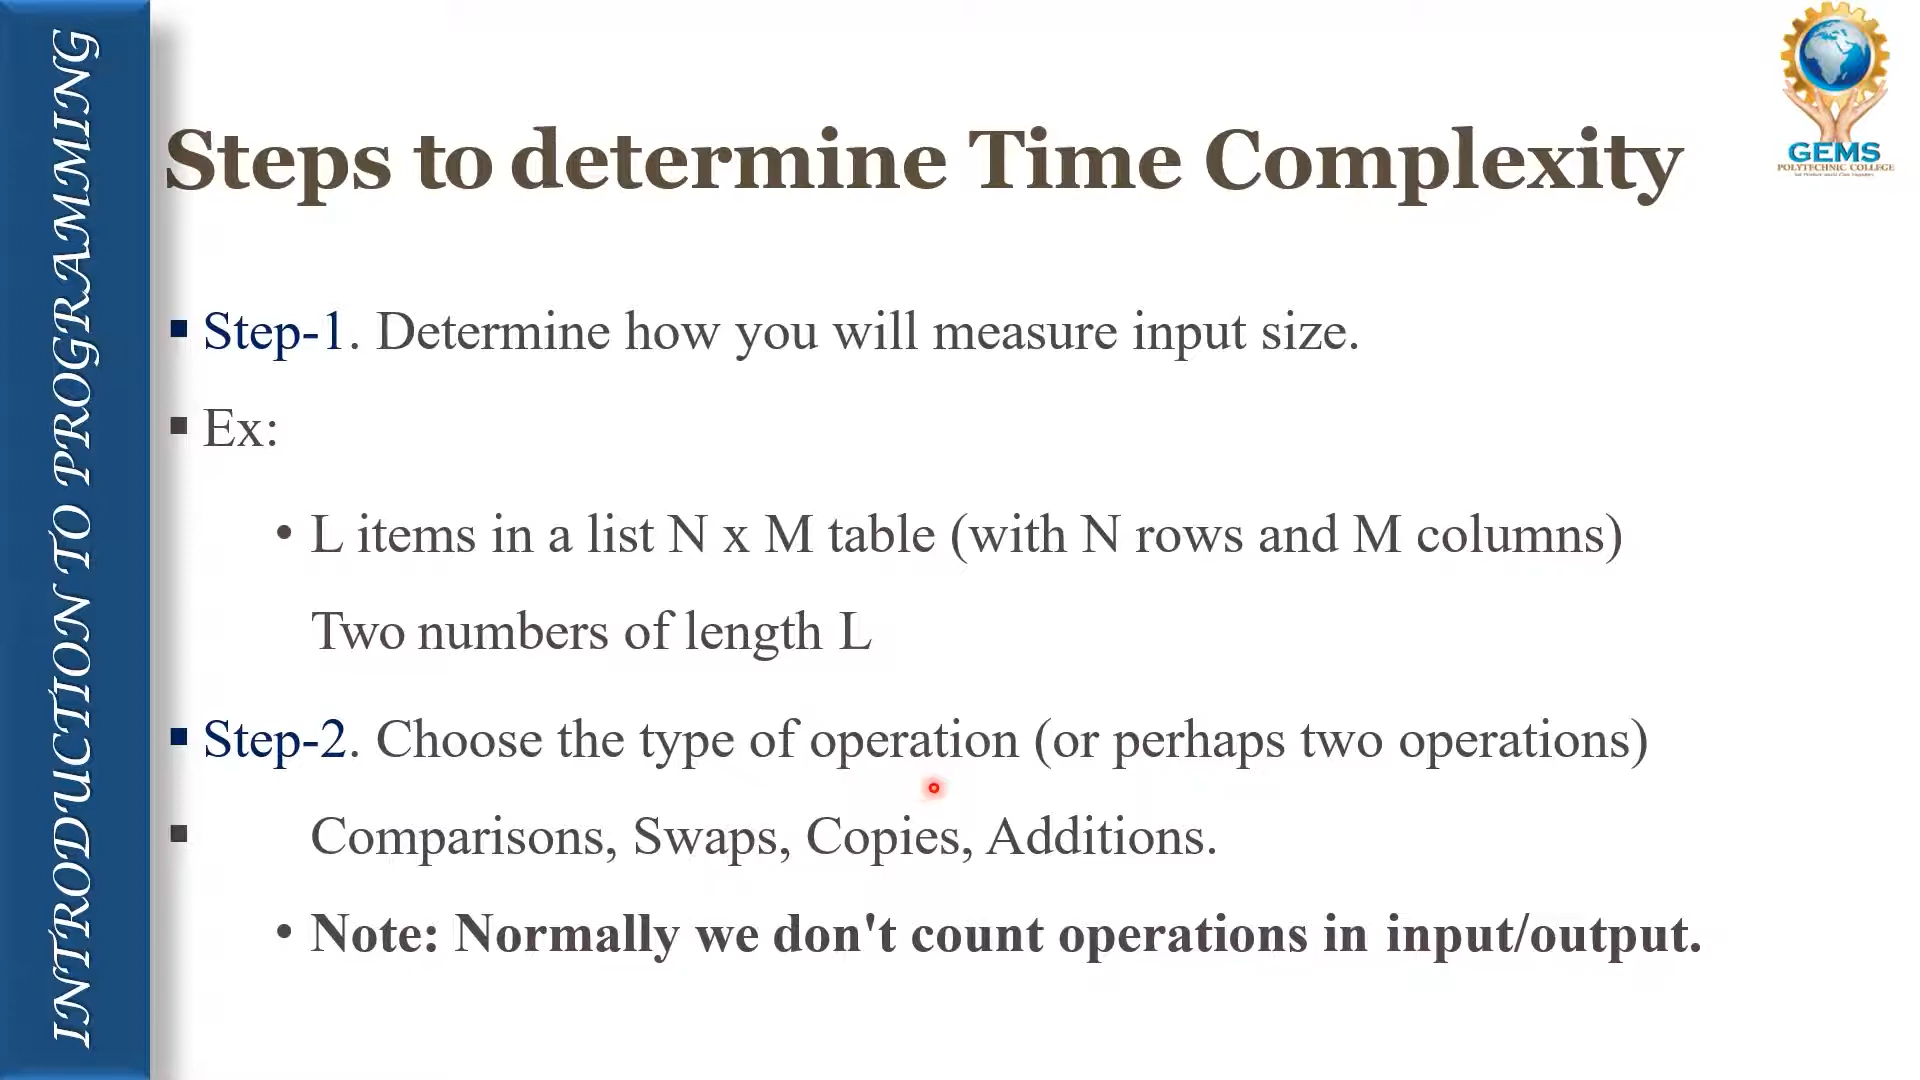 INTRODUCTION TO PROGRAMMING
GEMS
POLYTECHNIC COLLEGE
Steps to determine Time Complexity
▪ Step-1. Determine how you will measure input size.
▪ Ex:
• L items in a list N x M table (with N rows and M columns)
Two numbers of length L
▪ Step-2. Choose the type of operation (or perhaps two operations)
▪ Comparisons, Swaps, Copies, Additions.
• Note: Normally we don't count operations in input/output.